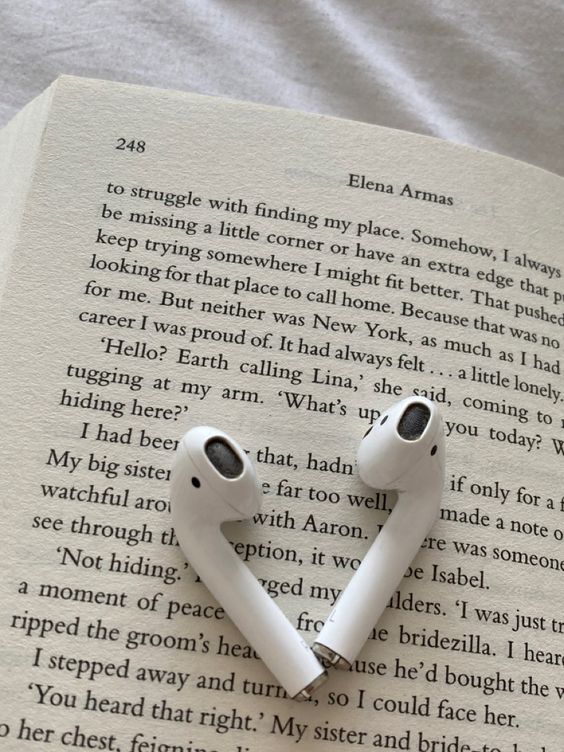 248
Elena Armas
to struggle with finding my place. Somehow, I always
be missing a little corner or have an extra edge that
keep trying somewhere I might fit better. That pushed
looking for that place to call home. Because that was no
for me. But neither was New York, as much as I had
career I was proud of. It had always felt . . . a little lonely.
‘Hello? Earth calling Lina,’ she said, coming to
tugging at my arm. ‘What’s up you today? W
hiding here?’
I had bee that, hadn’ if only for a f
My big sister e far too well, made a note o
watchful aro with Aaron. ere was someone
see through th eption, it wo be Isabel.
‘Not hiding.’ gged my lders. ‘I was just tr
a moment of peace fro e bridezilla. I hear
ripped the groom’s hea use he’d bought the w
I stepped away and turn , so I could face her.
‘You heard that right.’ My sister and bride-to-b
o her chest, feigning